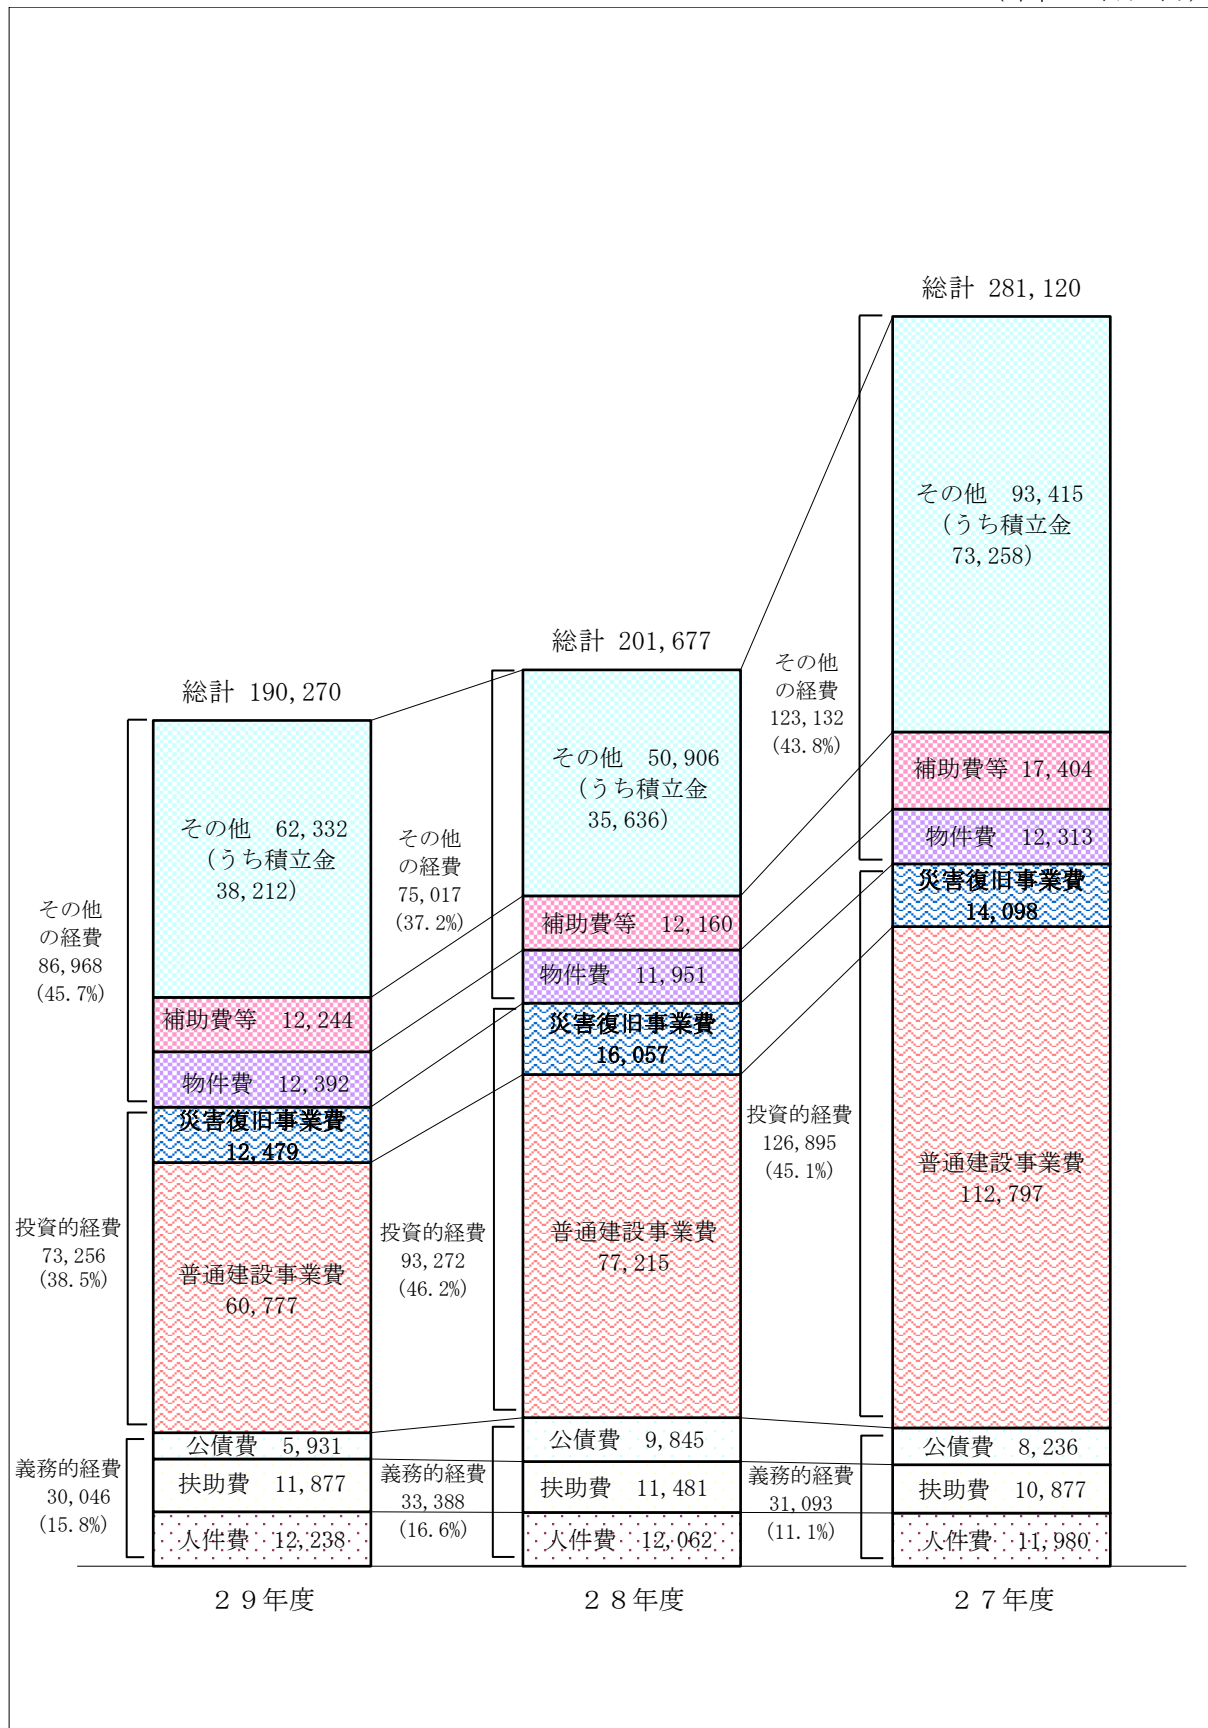 総計 190,270
その他 62,332
(うち積立金
38,212)
補助費等 12,244
物件費 12,392
災害復旧事業費
12,479
普通建設事業費
60,777
公債費 5,931
扶助費 11,877
人件費 12,238
その他
の経費
86,968
(45.7%)
投資的経費
73,256
(38.5%)
義務的経費
30,046
(15.8%)
29年度
総計 201,677
その他 50,906
(うち積立金
35,636)
補助費等 12,160
物件費 11,951
災害復旧事業費
16,057
普通建設事業費
77,215
公債費 9,845
扶助費 11,481
人件費 12,062
その他
の経費
75,017
(37.2%)
投資的経費
93,272
(46.2%)
義務的経費
33,388
(16.6%)
28年度
総計 281,120
その他 93,415
(うち積立金
73,258)
補助費等 17,404
物件費 12,313
災害復旧事業費
14,098
普通建設事業費
112,797
公債費 8,236
扶助費 10,877
人件費 11,980
その他
の経費
123,132
(43.8%)
投資的経費
126,895
(45.1%)
義務的経費
31,093
(11.1%)
27年度